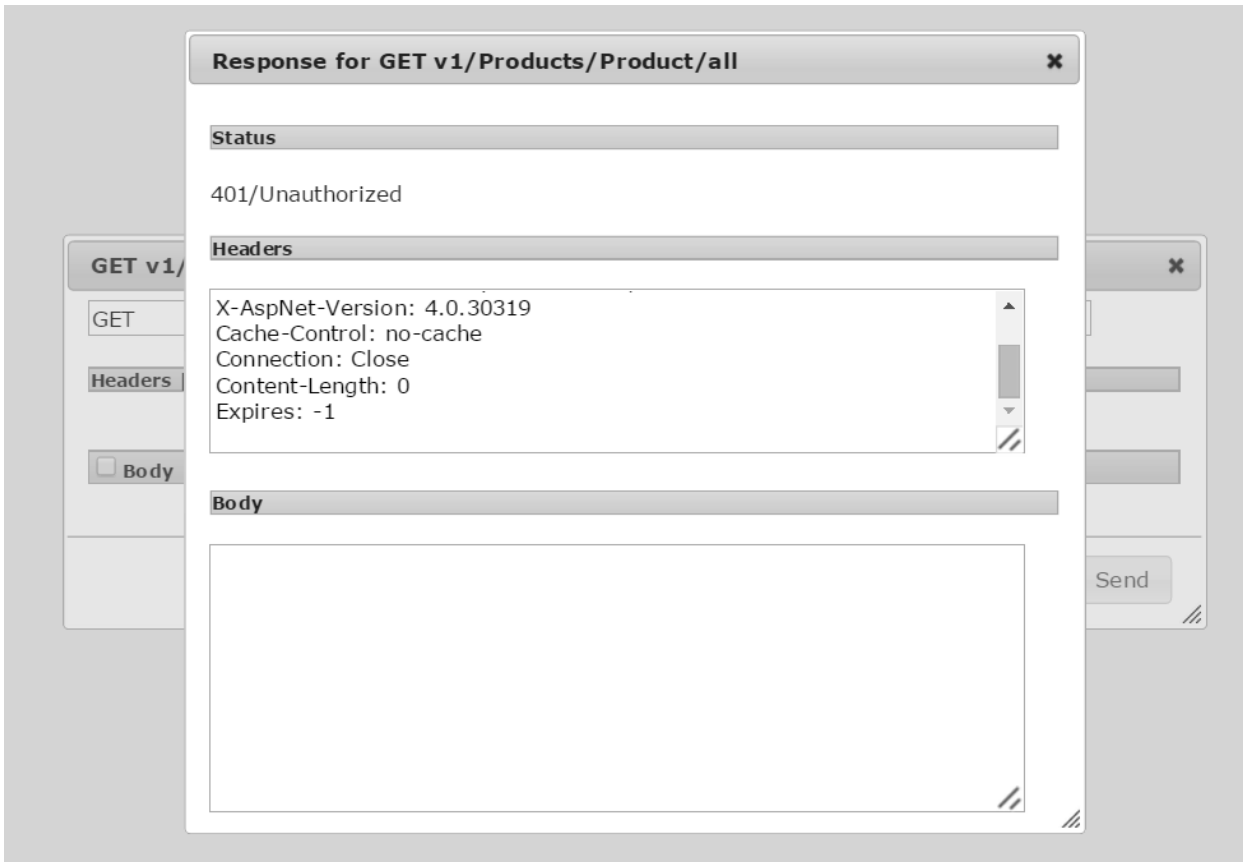 Response for GET v1/Products/Product/all
Status
401/Unauthorized
Headers
X-AspNet-Version: 4.0.30319
Cache-Control: no-cache
Connection: Close
Content-Length: 0
Expires: -1
Body
GET v1/
GET
Headers
Body
Send